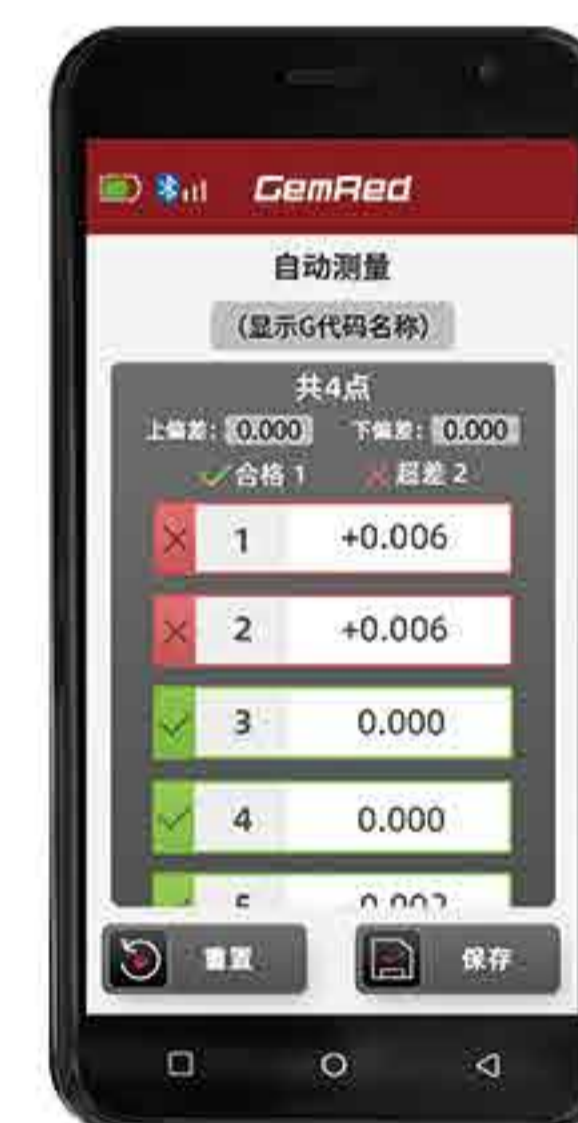 GemRed
自动测量
(显示G代码名称)
共4点
上偏差: 0.000 下偏差: 0.000
合格 1 超差 2
1 +0.006
2 +0.006
3 0.000
4 0.000
重置 保存